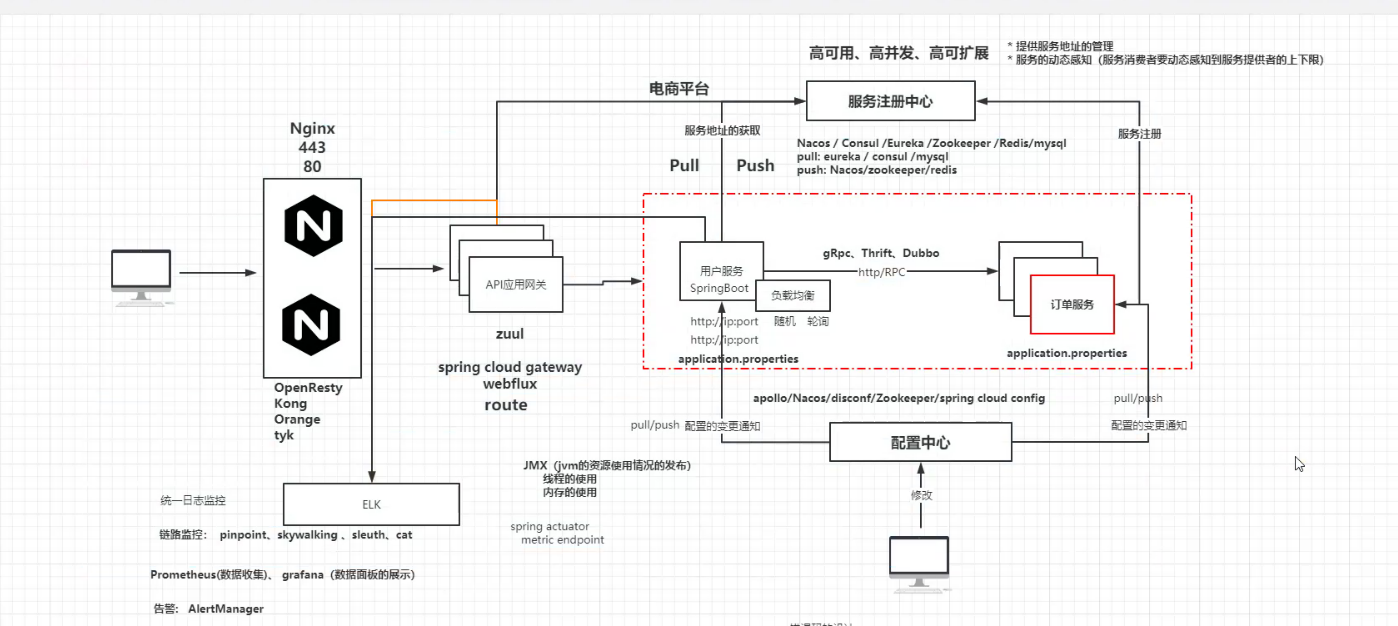 高可用、高并发、高可扩展
* 提供服务地址的管理
* 服务的动态感知（服务消费者要动态感知到服务提供者的上下限）
电商平台
服务注册中心
服务地址的获取
服务注册
Nginx
443
80
Pull
Push
Nacos / Consul /Eureka /Zookeeper /Redis/mysql
pull: eureka / consul /mysql
push: Nacos/zookeeper/redis
N
N
API应用网关
用户服务
SpringBoot
gRpc、Thrift、Dubbo
http/RPC
负载均衡
随机 轮询
订单服务
http://ip:port
http://ip:port
application.properties
application.properties
zuul
spring cloud gateway
webflux
route
OpenResty
Kong
Orange
tyk
apollo/Nacos/disconf/Zookeeper/spring cloud config
pull/push
pull/push 配置的变更通知
配置的变更通知
配置中心
JMX（jvm的资源使用情况的发布）
线程的使用
内存的使用
修改
统一日志监控
ELK
spring actuator
metric endpoint
链路监控： pinpoint、skywalking 、sleuth、cat
Prometheus(数据收集)、 grafana（数据面板的展示）
告警: AlertManager